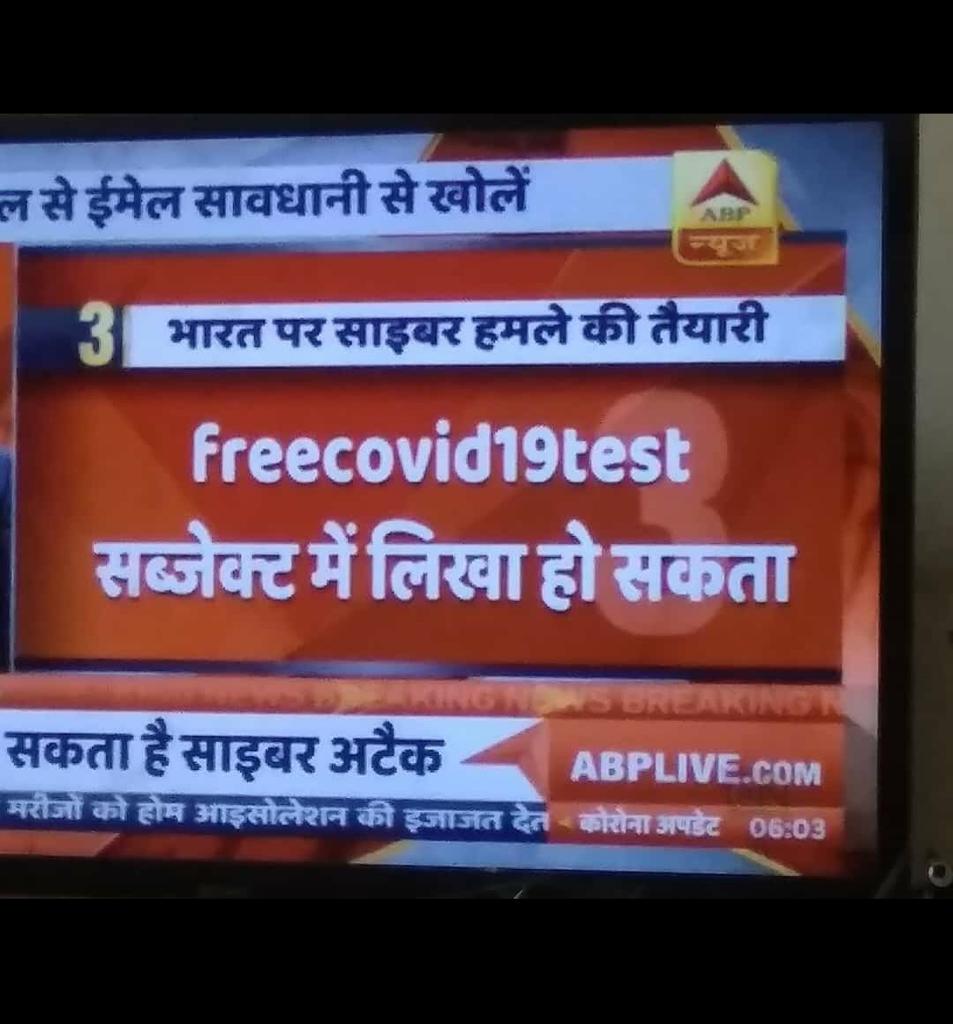 ल से ईमेल सावधानी से खोलें
ABP
न्यूज़
3
भारत पर साइबर हमले की तैयारी
freecovid19test
सब्जेक्ट में लिखा हो सकता
NEWS BREAKING NEWS BREAKING N
सकता है साइबर अटैक
ABPLIVE.COM
मरीजों को होम आइसोलेशन की इजाजत देत
कोरोना अपडेट 06:03